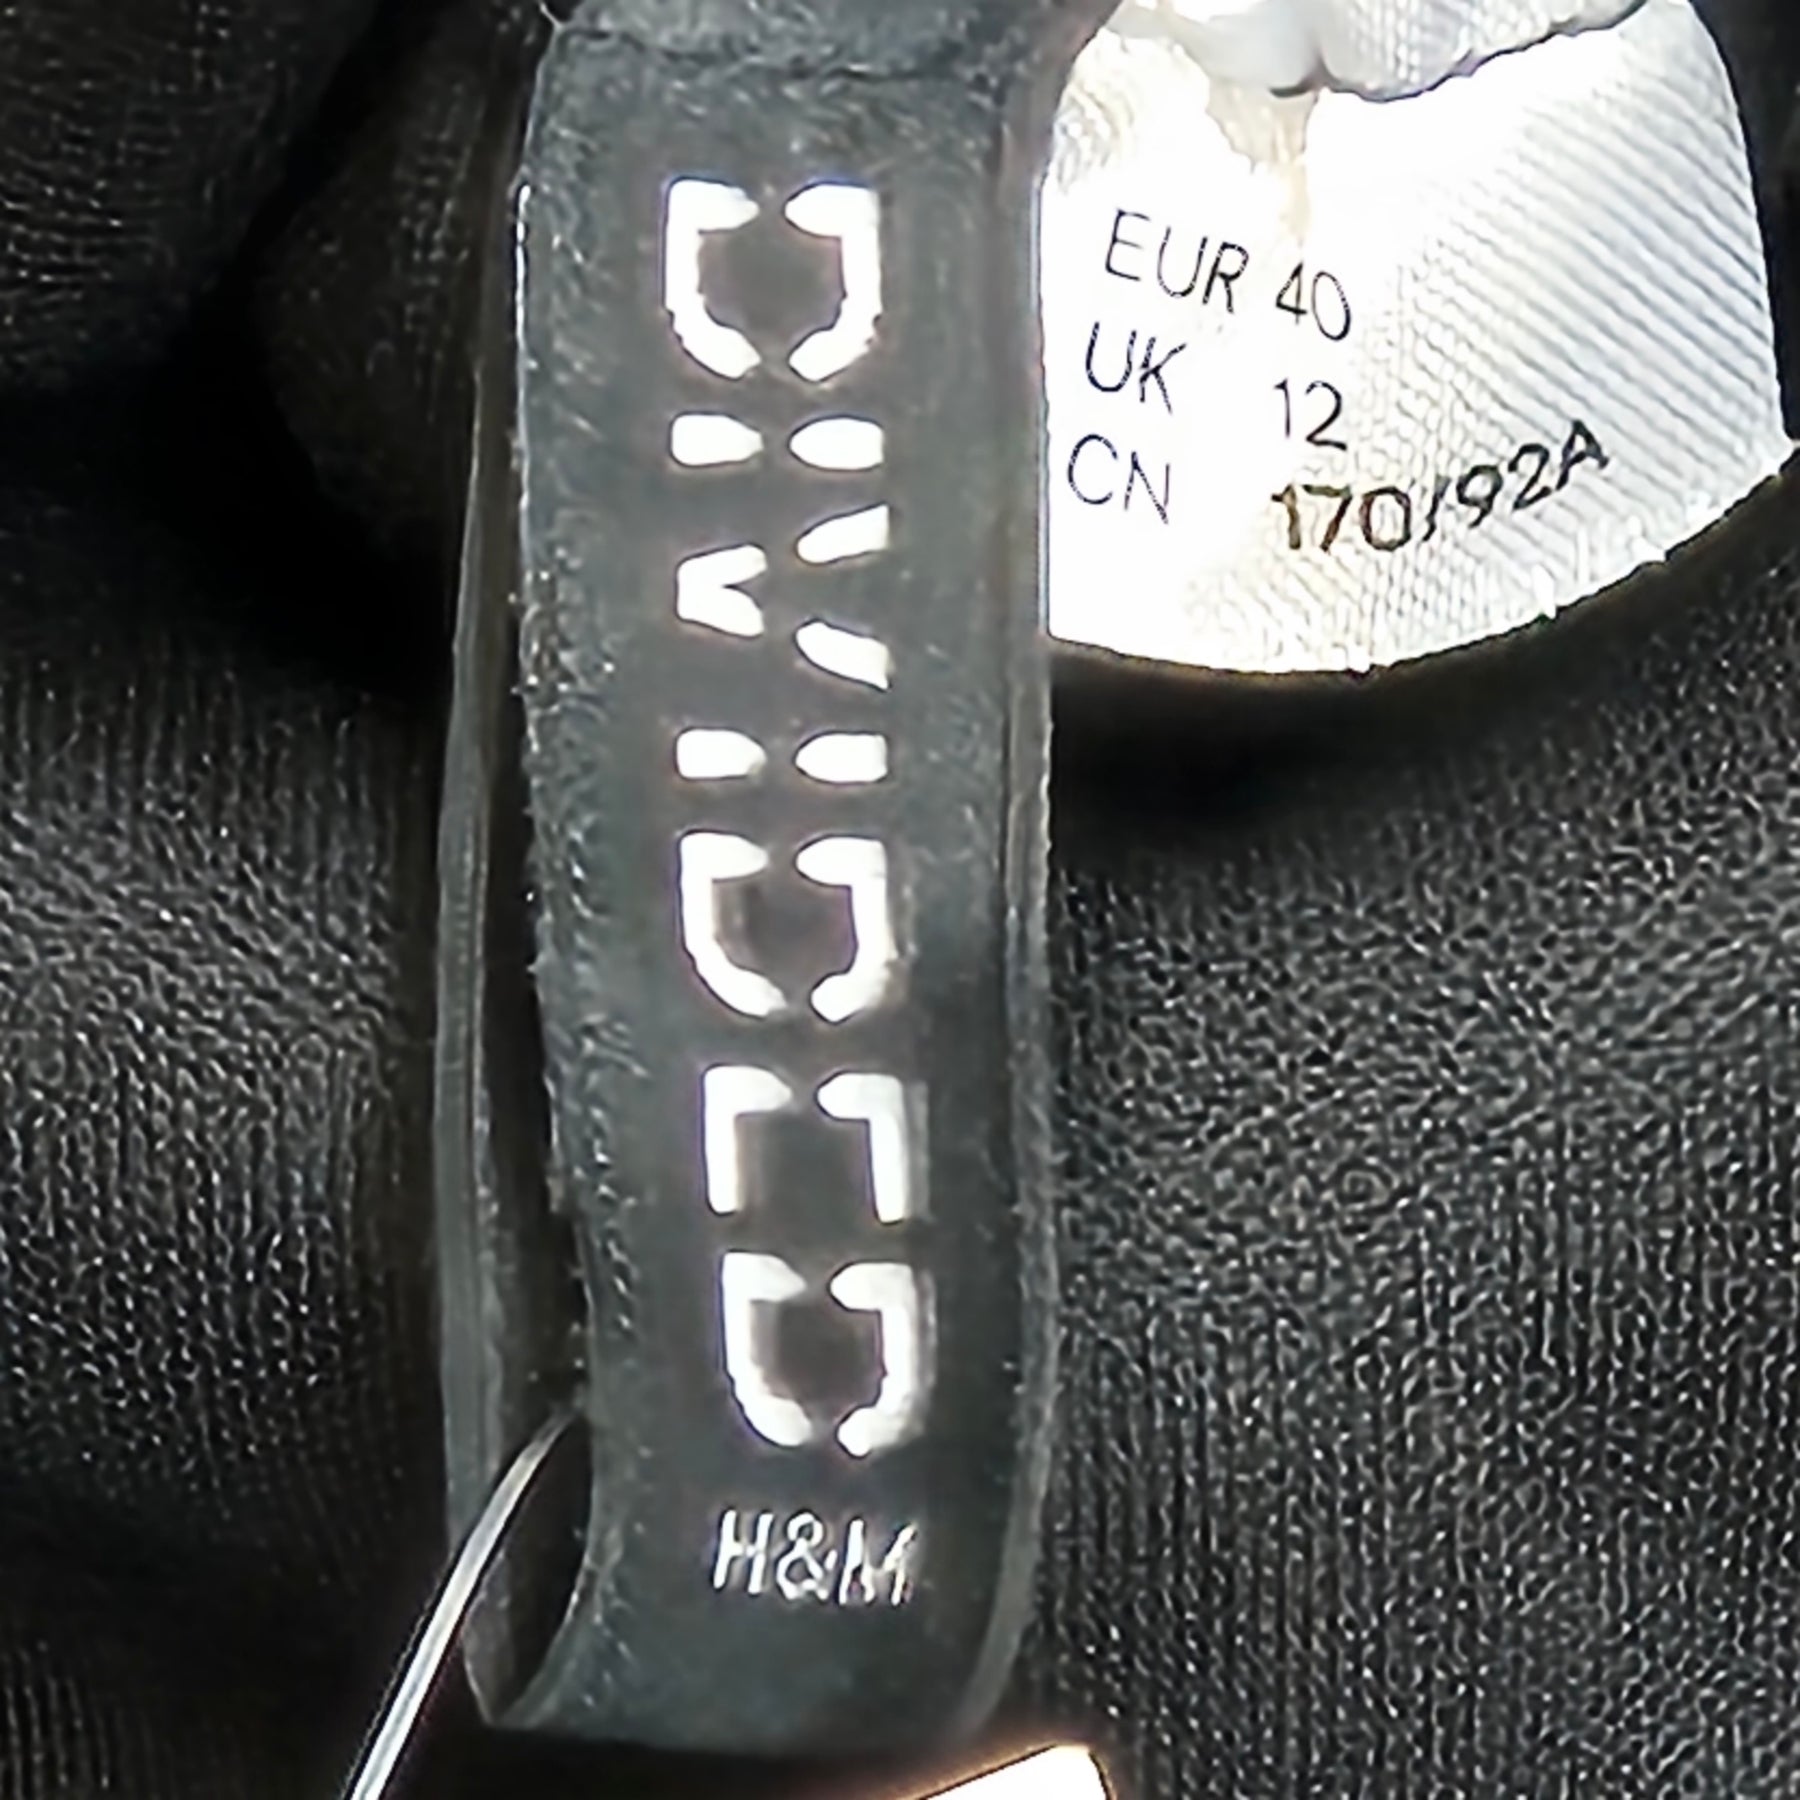 DIVIDED
H&M
EUR 40
UK 12
CN 170/92A